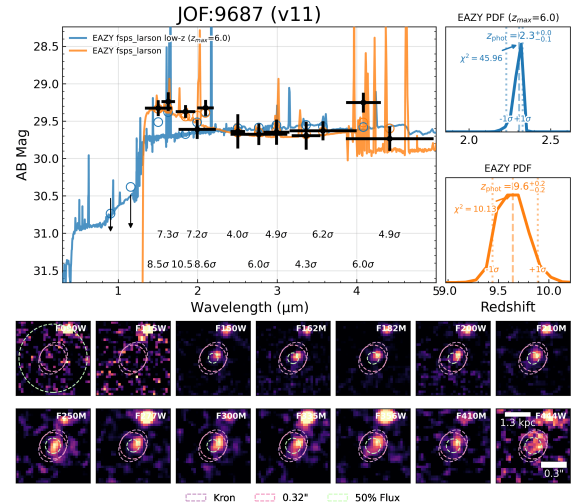 JOF:9687 (v11)
EAZY fsps_larson low-z (zmax=6.0)
EAZY fsps_larson
AB Mag
28.5
29.0
29.5
30.0
30.5
31.0
31.5
7.3σ 7.2σ 4.0σ 4.9σ 6.2σ 4.9σ
8.5σ 10.5 8.6σ 6.0σ 4.3σ 6.0σ
1 2 3 4
Wavelength (μm)
EAZY PDF (zmax=6.0)
zphot=2.3+0.0-0.1
χ²=45.96
-1σ +1σ
2.0 2.5
EAZY PDF
zphot=9.6+0.2-0.2
χ²=10.13
-1σ +1σ
59.0 9.5 10.0
Redshift
F150W F162M F182M F200W F210M
F250M F300M F410M
1.3 kpc
0.3"
Kron 0.32" 50% Flux